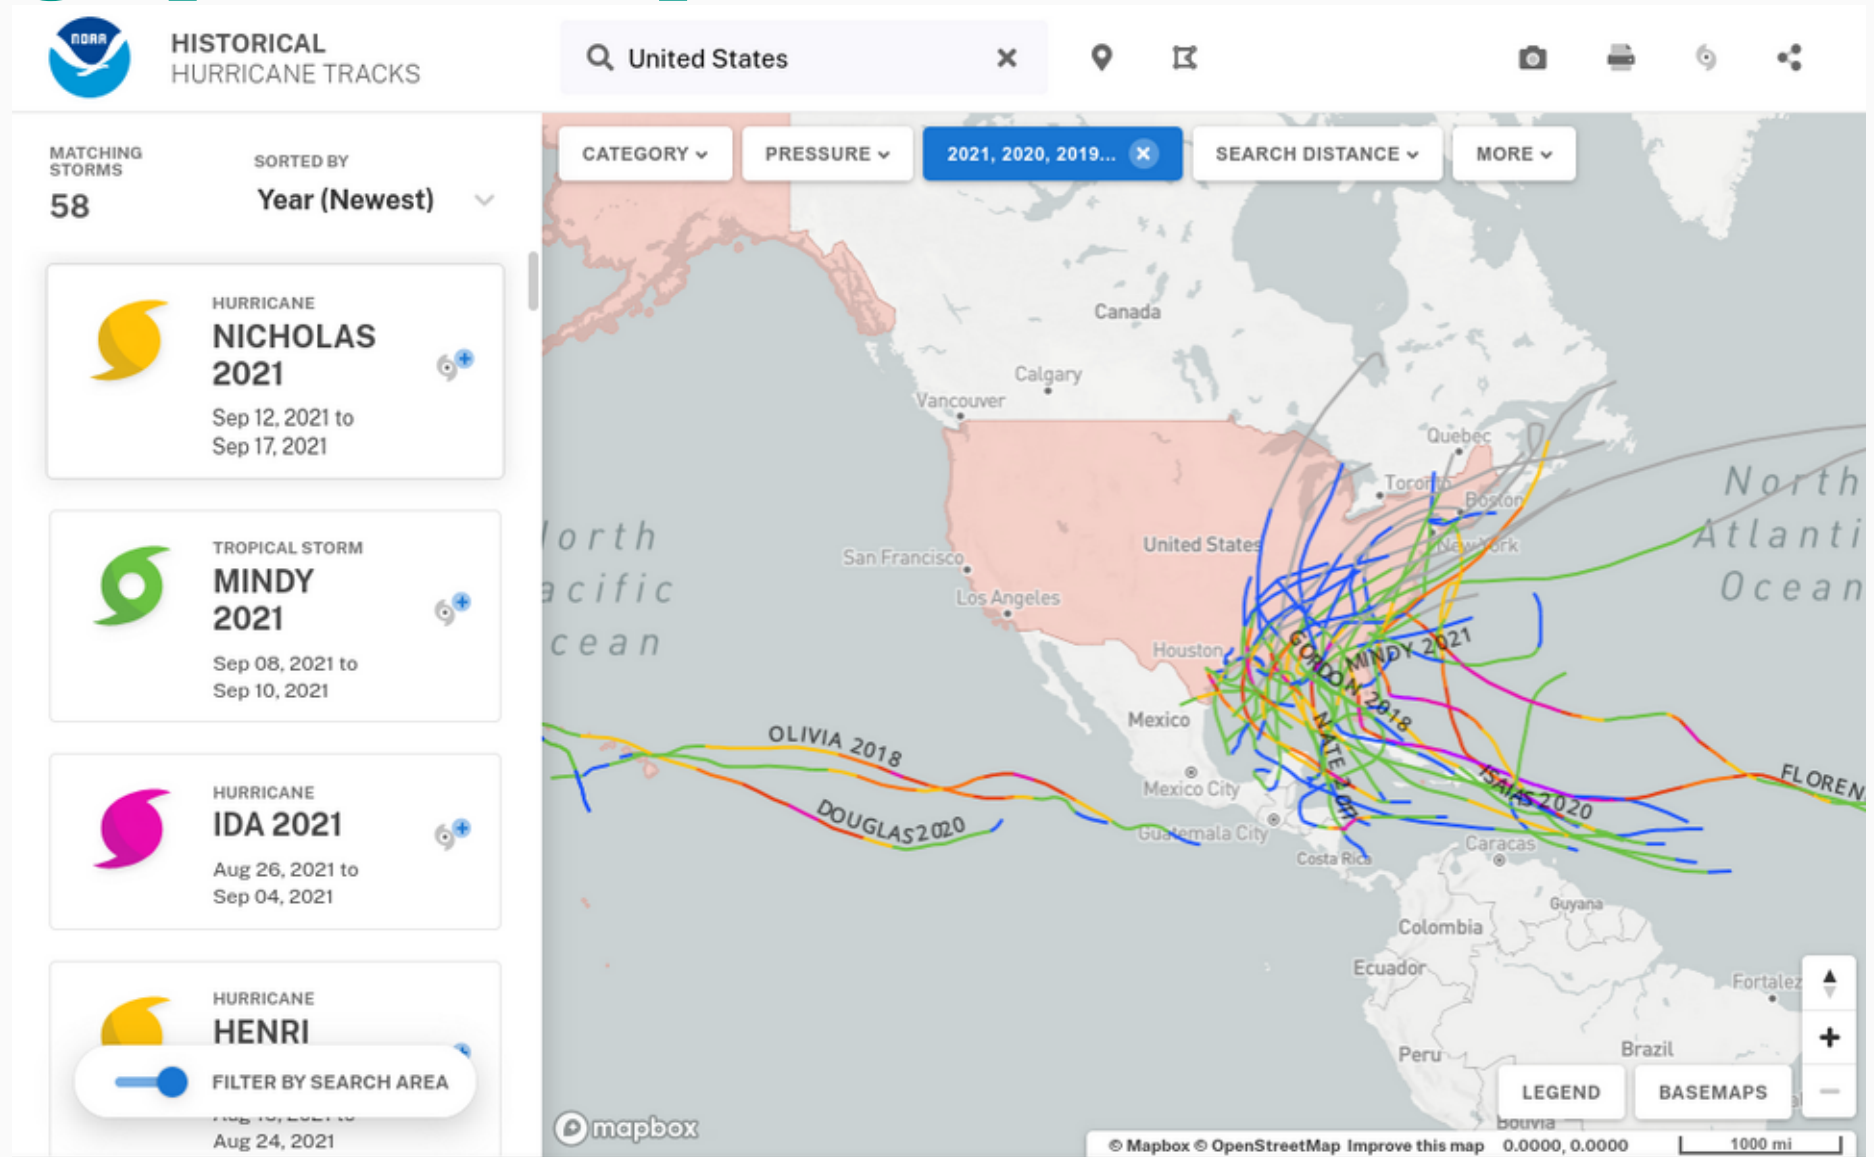 NOAA
HISTORICAL
HURRICANE TRACKS
United States
MATCHING
STORMS
58
SORTED BY
Year (Newest)
HURRICANE
NICHOLAS
2021
Sep 12, 2021 to
Sep 17, 2021
TROPICAL STORM
MINDY
2021
Sep 08, 2021 to
Sep 10, 2021
HURRICANE
IDA 2021
Aug 26, 2021 to
Sep 04, 2021
HURRICANE
HENRI
FILTER BY SEARCH AREA
Aug 24, 2021
CATEGORY
PRESSURE
2021, 2020, 2019...
SEARCH DISTANCE
MORE
Canada
Calgary
Vancouver
Quebec
Toronto
Boston
New York
North
Atlanti
Ocean
orth
acific
cean
San Francisco
United States
Los Angeles
Houston
GORDON 2018
MINDY 2021
Mexico
NATE 2017
OLIVIA 2018
Mexico City
ISAIAS 2020
FLOREN
DOUGLAS 2020
Guatemala City
Costa Rica
Caracas
Guyana
Colombia
Ecuador
Fortalez
Peru
Brazil
LEGEND
BASEMAPS
Bolivia
mapbox
© Mapbox © OpenStreetMap Improve this map 0.0000, 0.0000
1000 mi